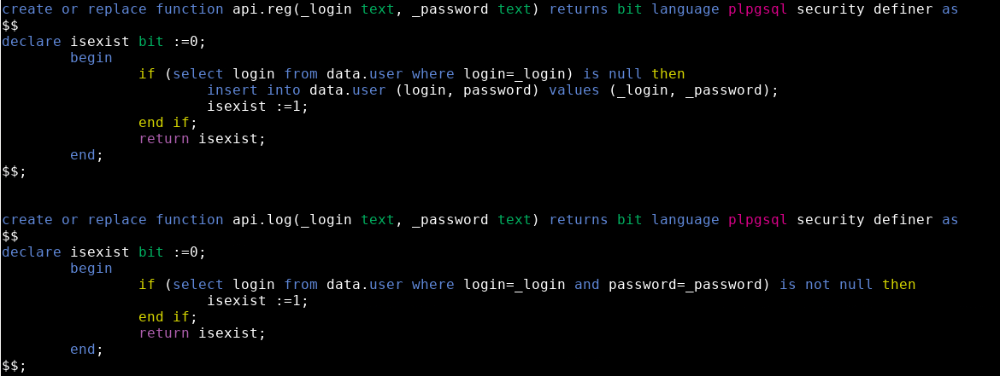 create or replace function api.reg(_login text, _password text) returns bit language plpgsql security definer as
$$
declare isexist bit :=0;
        begin
                if (select login from data.user where login=_login) is null then
                        insert into data.user (login, password) values (_login, _password);
                        isexist :=1;
                end if;
                return isexist;
        end;
$$;

create or replace function api.log(_login text, _password text) returns bit language plpgsql security definer as
$$
declare isexist bit :=0;
        begin
                if (select login from data.user where login=_login and password=_password) is not null then
                        isexist :=1;
                end if;
                return isexist;
        end;
$$;